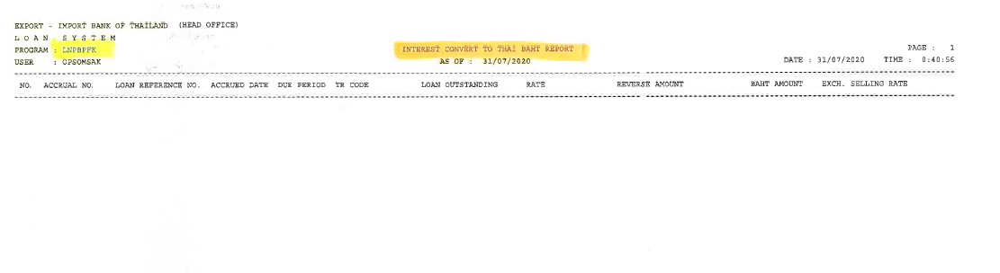 EXPORT - IMPORT BANK OF THAILAND (HEAD OFFICE)
L O A N S Y S T E M
PROGRAM : LNPBPFK INTEREST CONVERT TO THAI BAHT REPORT PAGE : 1
USER : OPSOMSAK AS OF : 31/07/2020 DATE : 31/07/2020 TIME : 0:40:56
NO. ACCRUAL NO. LOAN REFERENCE NO. ACCRUED DATE DUE PERIOD TR CODE LOAN OUTSTANDING RATE REVERSE AMOUNT BAHT AMOUNT EXCH. SELLING RATE